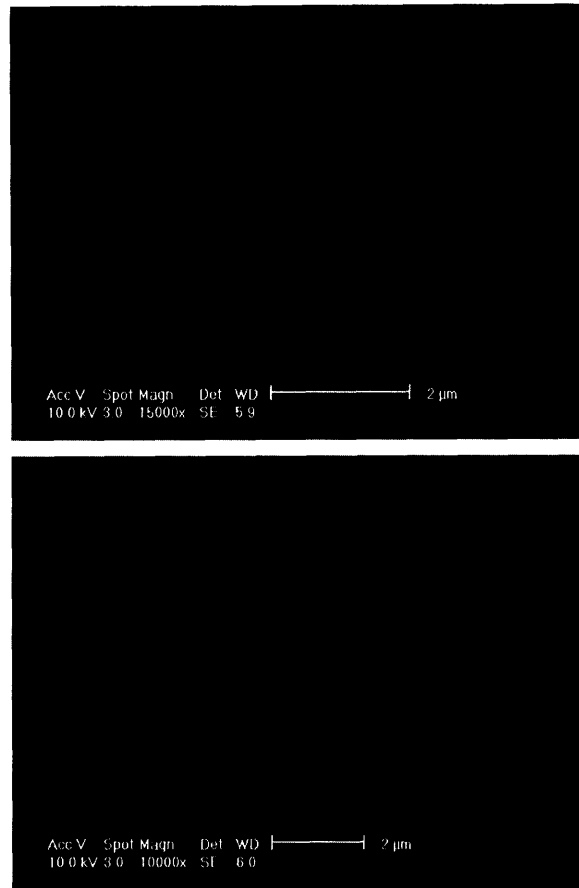 Acc V Spot Magn Det WD 2 µm
10.0 kV 3.0 15000x SE 5.9
Acc V Spot Magn Det WD 2 µm
10.0 kV 3.0 10000x SE 6.0